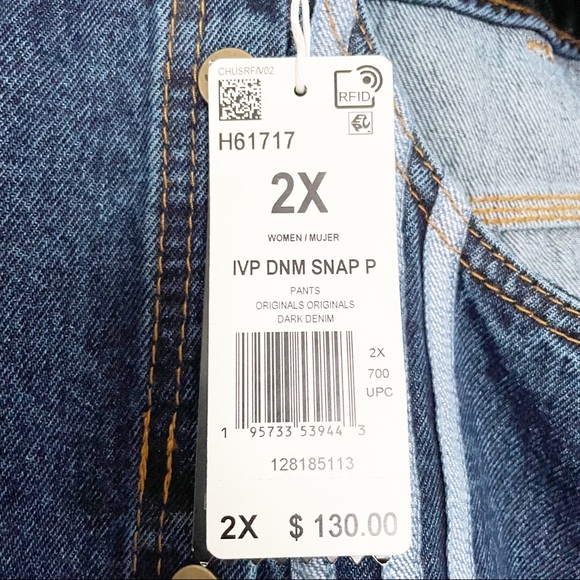 CHUSRF/V02
RFID
H61717
2X
WOMEN / MUJER
IVP DNM SNAP P
PANTS
ORIGINALS ORIGINALS
DARK DENIM
2X
700
UPC
1 95733 53944 3
128185113
2X $ 130.00